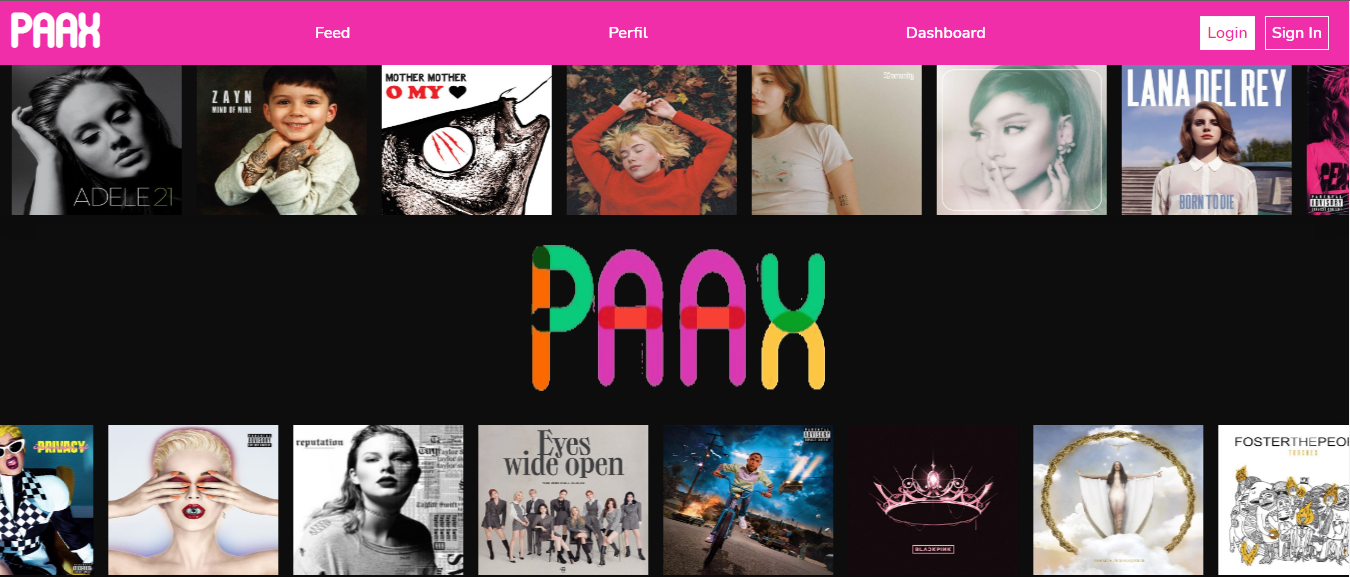 PAAX
Feed
Perfil
Dashboard
Login
Sign In
ADELE 21
ZAYN
MIND OF MINE
MOTHER MOTHER
O MY
LANA DEL REY
BORN TO DIE
PAAX
PRIVACY
reputation
Eyes
wide open
BLACKPINK
FOSTERTHEPEOP
TORCHES